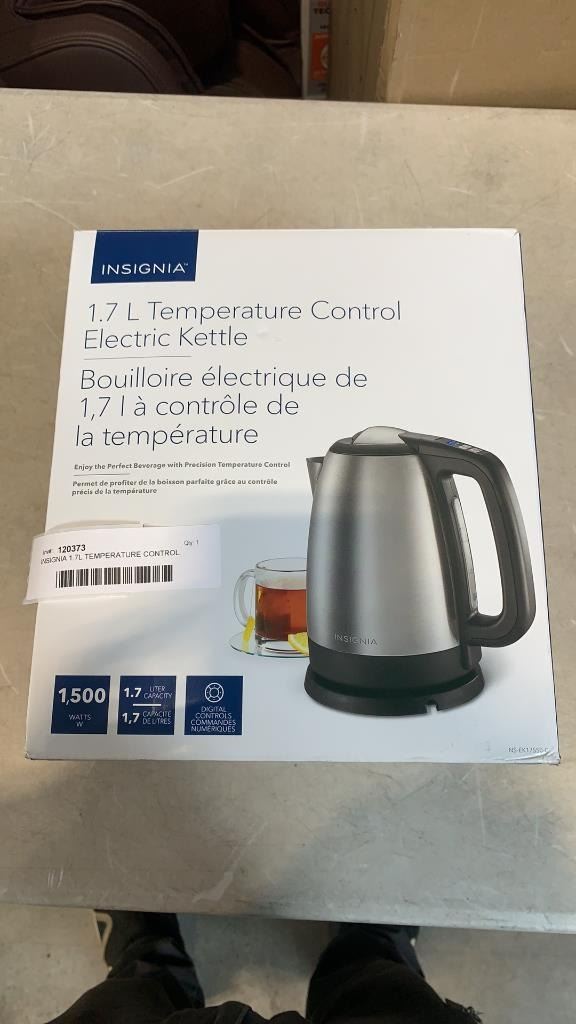 TEC
INSIGNIA™
1.7 L Temperature Control
Electric Kettle
Bouilloire électrique de
1,7 l à contrôle de
la température
Enjoy the Perfect Beverage with Precision Temperature Control
Permet de profiter de la boisson parfaite grâce au contrôle
précis de la température
Inv#: 120373 Qty: 1
INSIGNIA 1.7L TEMPERATURE CONTROL
INSIGNIA
1,500
WATTS
W
1.7 LITER
CAPACITY
1,7 CAPACITÉ
DE LITRES
DIGITAL
CONTROLS
COMMANDES
NUMÉRIQUES